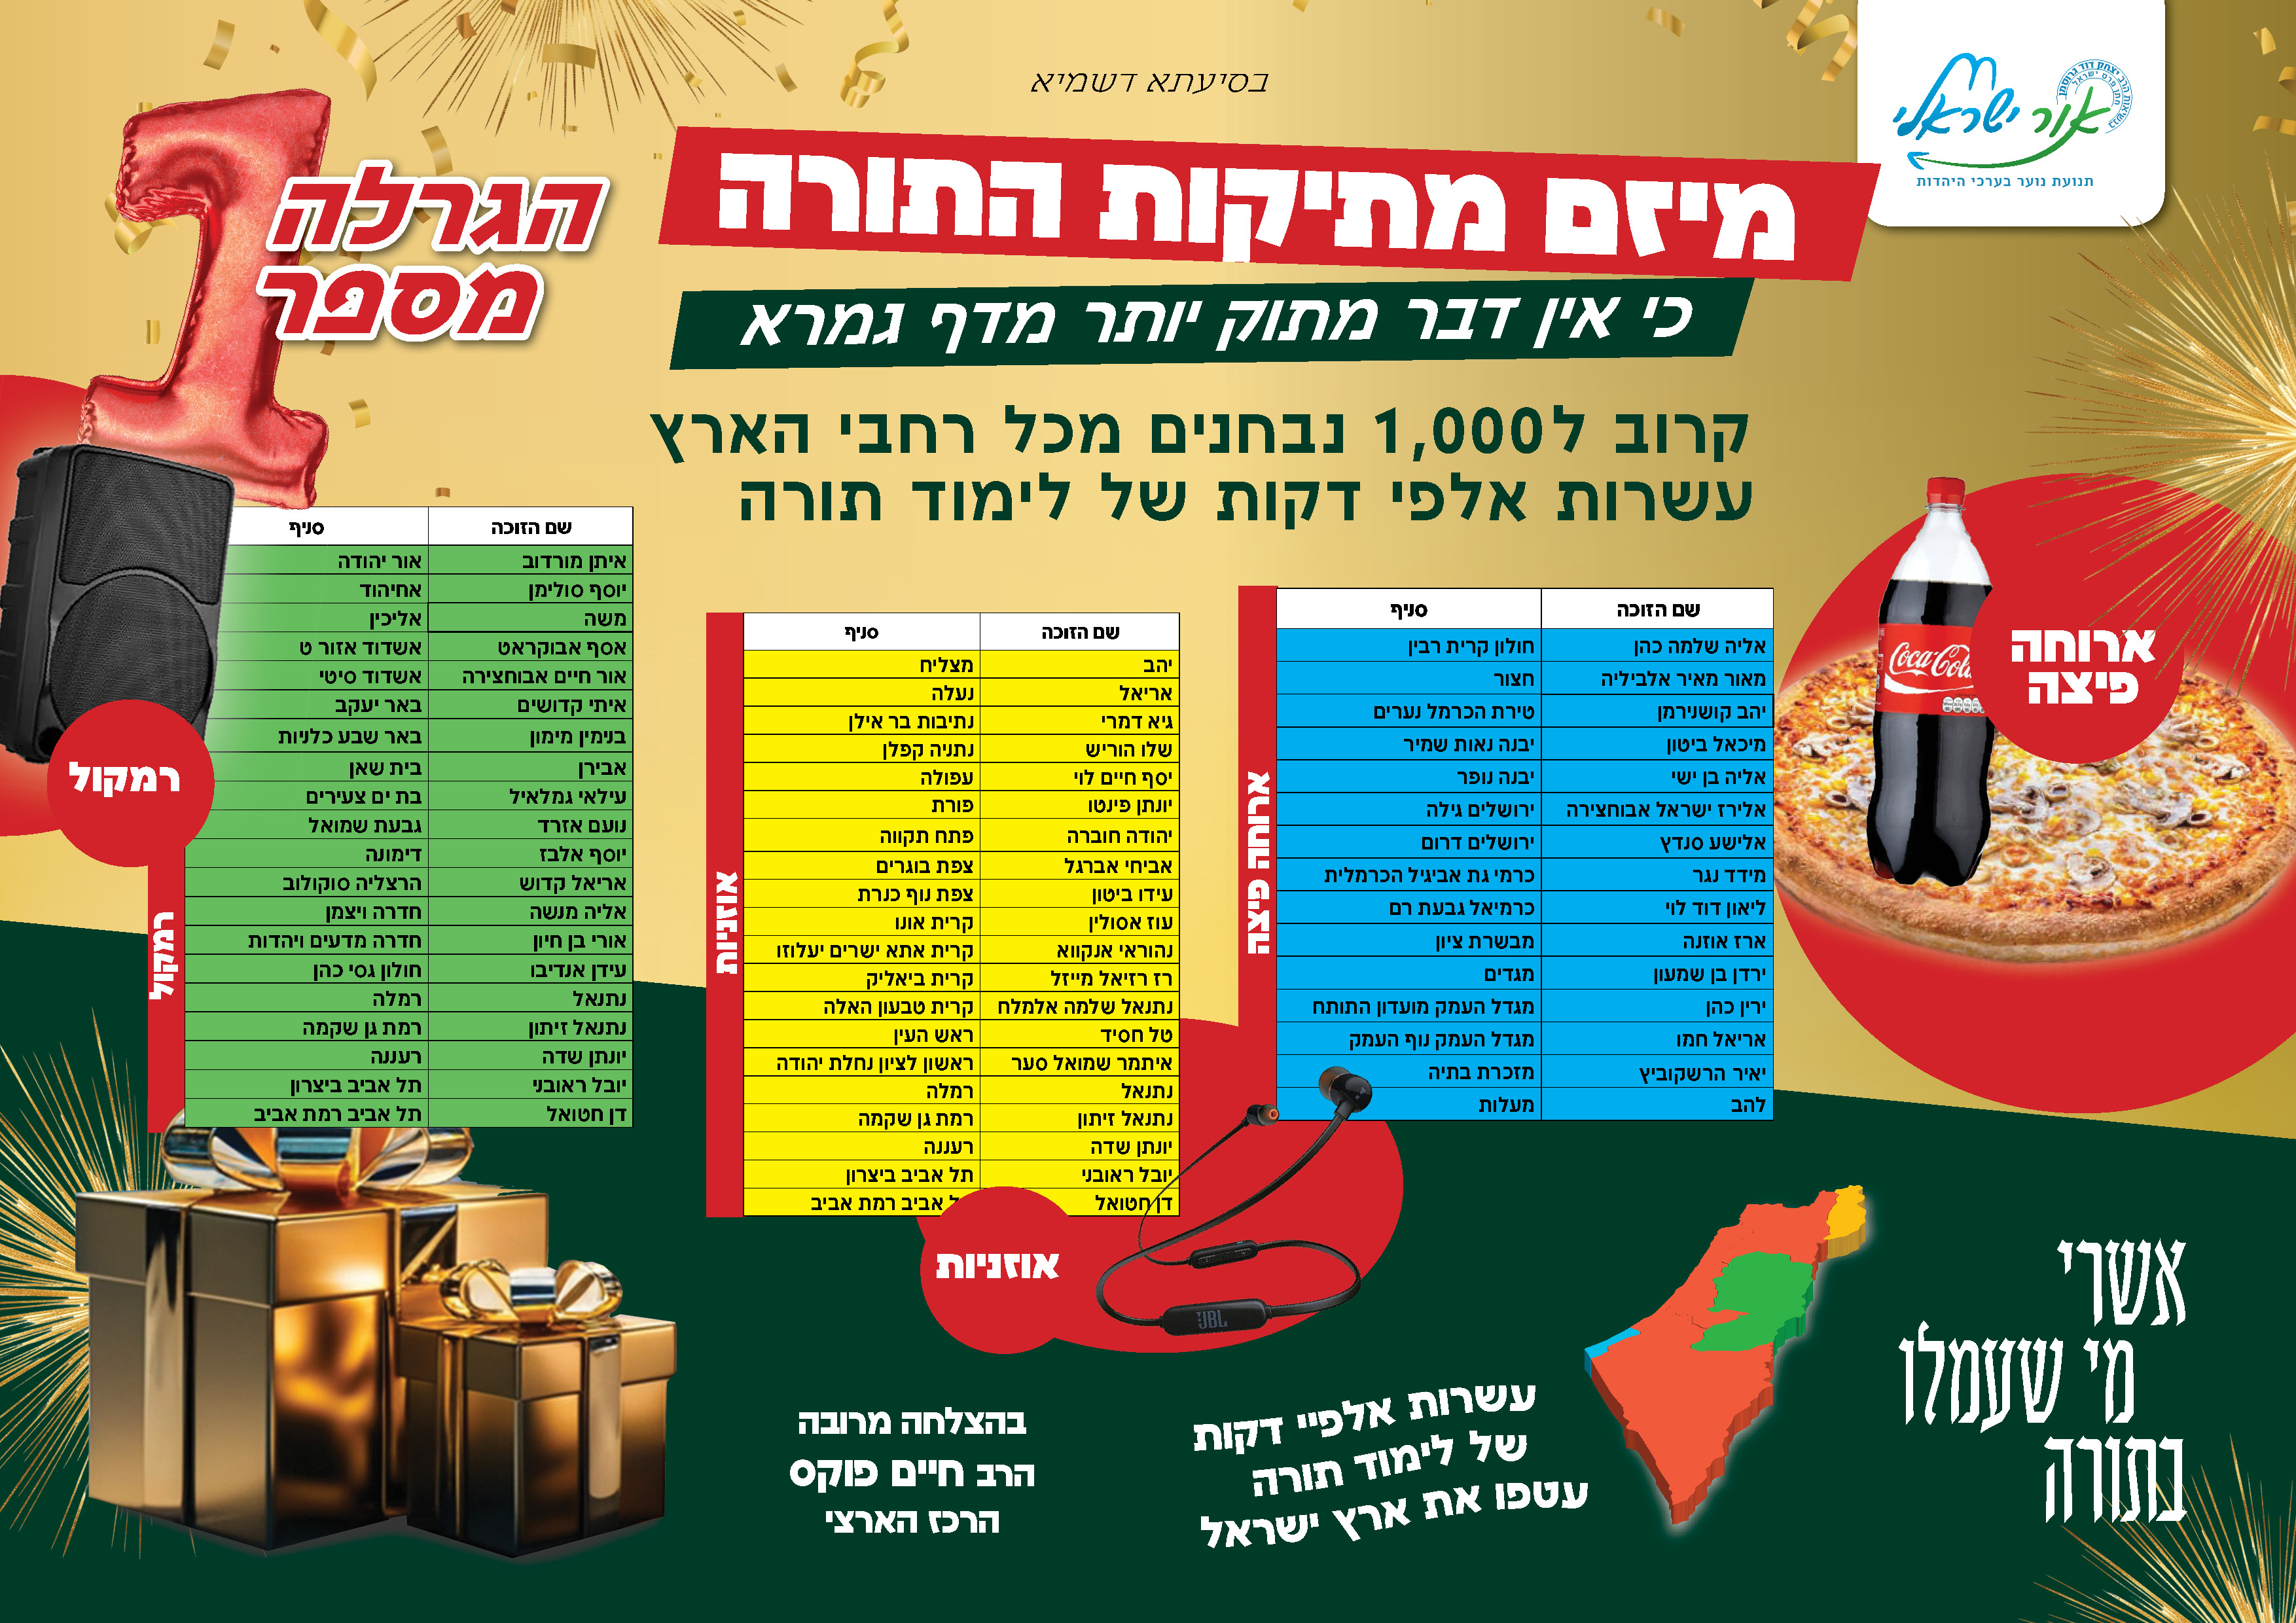 בסיעתא דשמיא
אור ישראלי
תנועת נוער בערכי היהדות
מיזם מתיקות התורה
כי אין דבר מתוק יותר מדף גמרא
הגרלה
מספר
1
קרוב ל1,000 נבחנים מכל רחבי הארץ
עשרות אלפי דקות של לימוד תורה
ארוחה
פיצה
Coca-Cola
ארוחה פיצה
שם הזוכה סניף
אליה שלמה כהן חולון קרית רבין
מאור מאיר אלביליה חצור
יהב קושנירמן טירת הכרמל נערים
מיכאל ביטון יבנה נאות שמיר
אליה בן ישי יבנה נופר
אלירז ישראל אבוחצירה ירושלים גילה
אלישע סנדץ ירושלים דרום
מידד נגר כרמי גת אביגיל הכרמלית
ליאון דוד לוי כרמיאל גבעת רם
ארז אוזנה מבשרת ציון
ירדן בן שמעון מגדים
ירין כהן מגדל העמק מועדון התותח
אריאל חמו מגדל העמק נוף העמק
יאיר הרשקוביץ מזכרת בתיה
להב מעלות
אוזניות
שם הזוכה סניף
יהב מצליח
אריאל נעלה
גיא דמרי נתיבות בר אילן
שלו הוריש נתניה קפלן
יסף חיים לוי עפולה
יונתן פינטו פורת
יהודה חוברה פתח תקווה
אביחי אברגל צפת בוגרים
עידו ביטון צפת נוף כנרת
עוז אסולין קרית אונו
נהוראי אנקווא קרית אתא ישרים יעלוזו
רז רזיאל מייזל קרית ביאליק
נתנאל שלמה אלמלח קרית טבעון האלה
טל חסיד ראש העין
איתמר שמואל סער ראשון לציון נחלת יהודה
נתנאל רמלה
נתנאל זיתון רמת גן שקמה
יונתן שדה רעננה
יובל ראובני תל אביב ביצרון
דן חטואל ל אביב רמת אביב
אוזניות
JBL
רמקול
רמקול
שם הזוכה סניף
איתן מורדוב אור יהודה
יוסף סולימן אחיהוד
משה אליכין
אסף אבוקראט אשדוד אזור ט
אור חיים אבוחצירה אשדוד סיטי
איתי קדושים באר יעקב
בנימין מימון באר שבע כלניות
אבירן בית שאן
עילאי גמלאיל בת ים צעירים
נועם אזרד גבעת שמואל
יוסף אלבז דימונה
אריאל קדוש הרצליה סוקולוב
אליה מנשה חדרה ויצמן
אורי בן חיון חדרה מדעים ויהדות
עידן אנדיבו חולון גסי כהן
נתנאל רמלה
נתנאל זיתון רמת גן שקמה
יונתן שדה רעננה
יובל ראובני תל אביב ביצרון
דן חטואל תל אביב רמת אביב
אשרי
מי שעמלו
בתורה
עשרות אלפיי דקות
של לימוד תורה
עטפו את ארץ ישראל
בהצלחה מרובה
הרב חיים פוקס
הרכז הארצי